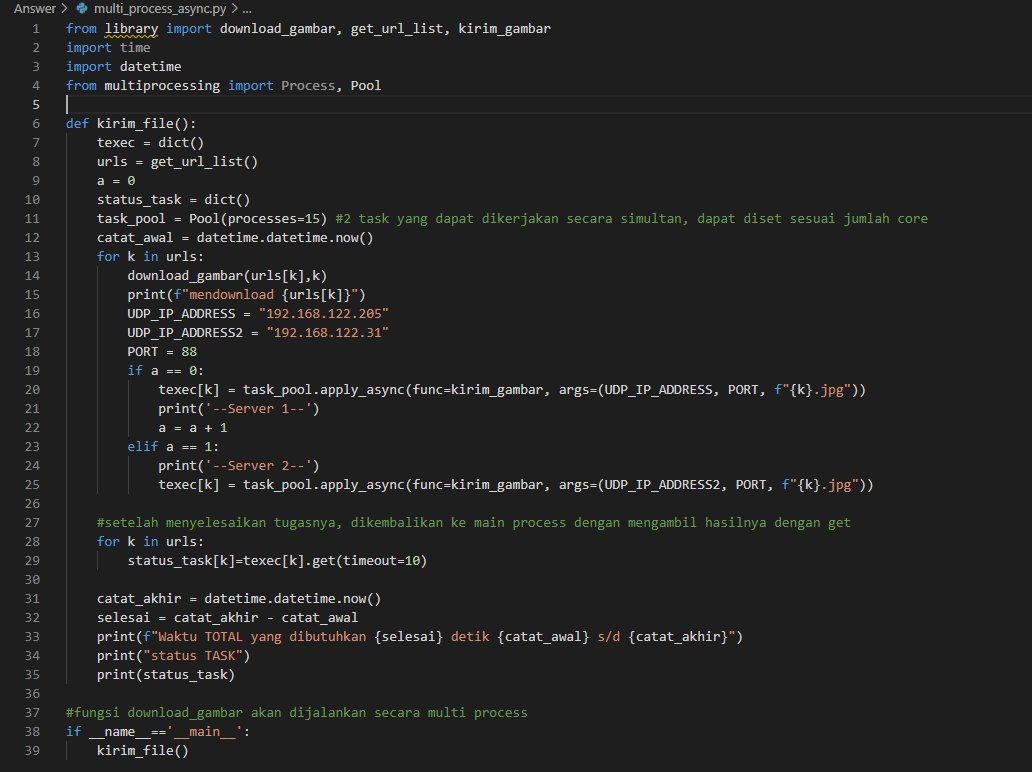 Answer > multi_process_async.py > ...
1 from library import download_gambar, get_url_list, kirim_gambar
2 import time
3 import datetime
4 from multiprocessing import Process, Pool
5
6 def kirim_file():
7     texec = dict()
8     urls = get_url_list()
9     a = 0
10     status_task = dict()
11     task_pool = Pool(processes=15) #2 task yang dapat dikerjakan secara simultan, dapat diset sesuai jumlah core
12     catat_awal = datetime.datetime.now()
13     for k in urls:
14         download_gambar(urls[k],k)
15         print(f"mendownload {urls[k]}")
16         UDP_IP_ADDRESS = "192.168.122.205"
17         UDP_IP_ADDRESS2 = "192.168.122.31"
18         PORT = 88
19         if a == 0:
20             texec[k] = task_pool.apply_async(func=kirim_gambar, args=(UDP_IP_ADDRESS, PORT, f"{k}.jpg"))
21             print('--Server 1--')
22             a = a + 1
23         elif a == 1:
24             print('--Server 2--')
25             texec[k] = task_pool.apply_async(func=kirim_gambar, args=(UDP_IP_ADDRESS2, PORT, f"{k}.jpg"))
26
27     #setelah menyelesaikan tugasnya, dikembalikan ke main process dengan mengambil hasilnya dengan get
28     for k in urls:
29         status_task[k]=texec[k].get(timeout=10)
30
31     catat_akhir = datetime.datetime.now()
32     selesai = catat_akhir - catat_awal
33     print(f"Waktu TOTAL yang dibutuhkan {selesai} detik {catat_awal} s/d {catat_akhir}")
34     print("status TASK")
35     print(status_task)
36
37 #fungsi download_gambar akan dijalankan secara multi process
38 if __name__=='__main__':
39     kirim_file()